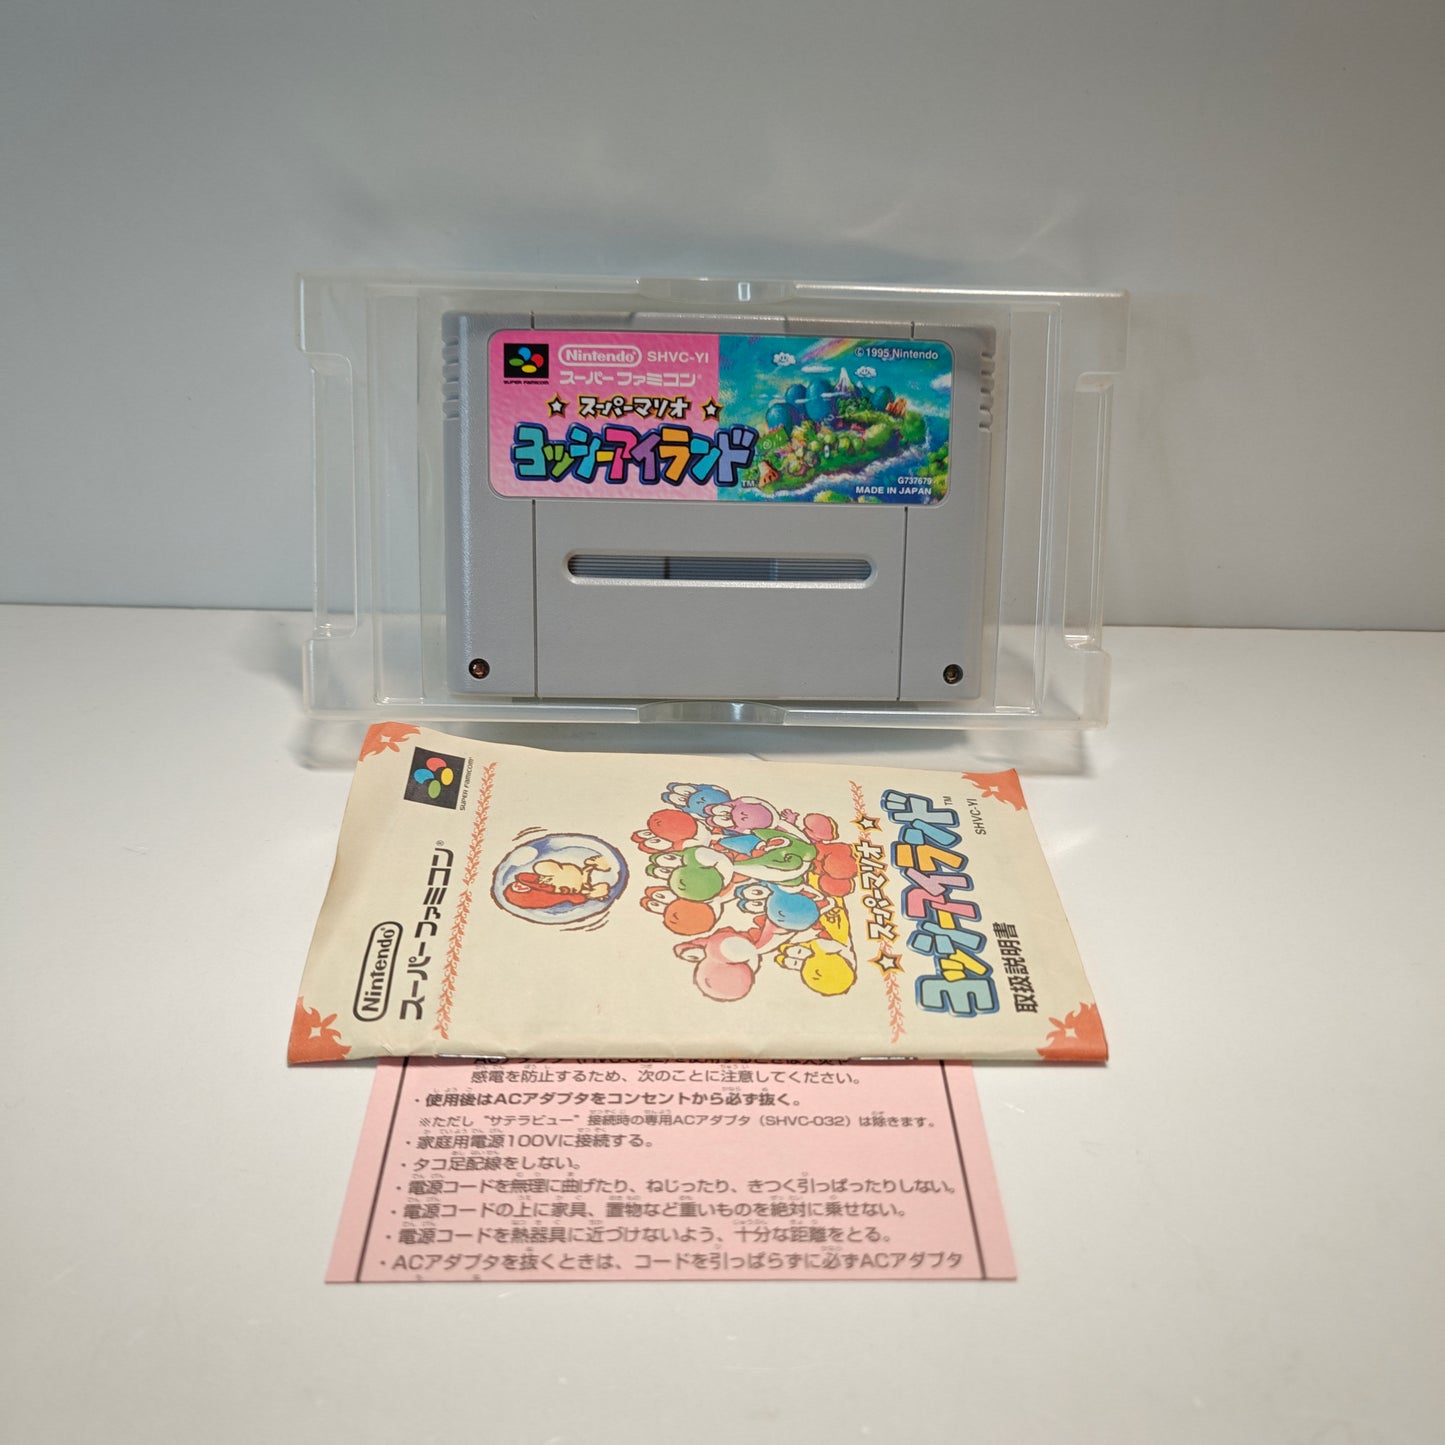 SUPER FAMICOM
Nintendo® SHVC-YI
スーパーファミコン®
スーパーマリオ
ヨッシーアイランド™
©1995 Nintendo
G737679
MADE IN JAPAN
SUPER FAMICOM
Nintendo®
スーパーファミコン®
スーパーマリオ
ヨッシーアイランド™
SHVC-YI
取扱説明書
感電を防止するため、次のことに注意してください。
・使用後はACアダプタをコンセントから必ず抜く。
※ただし "サテラビュー" 接続時の専用ACアダプタ（SHVC-032）は除きます。
・家庭用電源100Vに接続する。
・タコ足配線をしない。
・電源コードを無理に曲げたり、ねじったり、きつく引っぱったりしない。
・電源コードの上に家具、置物など重いものを絶対に乗せない。
・電源コードを熱器具に近づけないよう、十分な距離をとる。
・ACアダプタを抜くときは、コードを引っぱらずに必ずACアダプタ